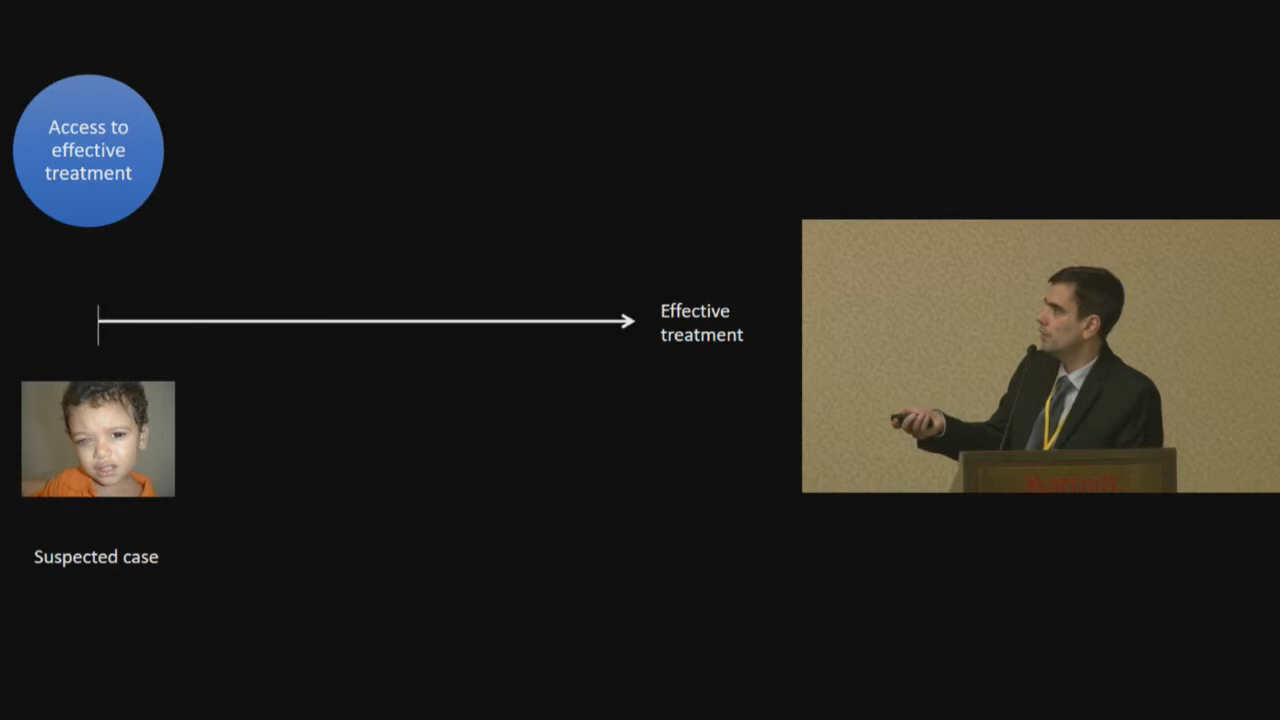 Access to
effective
treatment
Effective
treatment
Suspected case